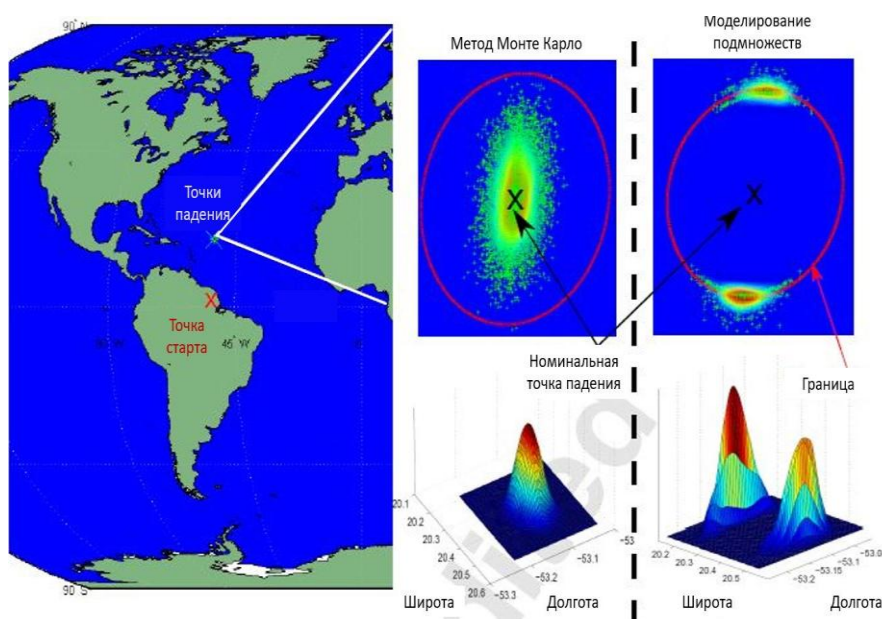 90° N
Точки
падения
Точка
старта
45° W
0°
90° S
Метод Монте Карло
Моделирование
подмножеств
X
X
Номинальная
точка падения
Граница
20.1
20.2
20.3
20.4
20.5
20.6
-53.3
-53.2
-53.1
-53
Широта
Долгота
20.2
20.3
20.4
20.5
-53.2
-53.15
-53.1
-53.0
Широта
Долгота